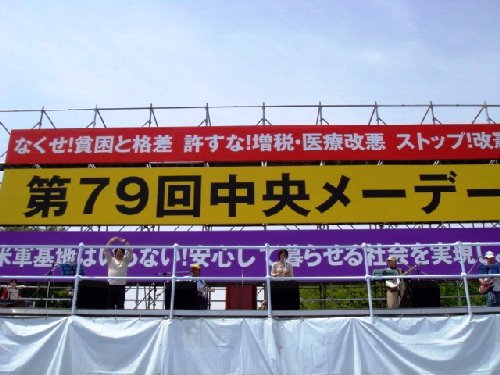 なくせ!貧困と格差 許すな!増税・医療改悪 ストップ!改憲
第79回中央メーデー
米軍基地はいらない!安心して暮らせる社会を実現し